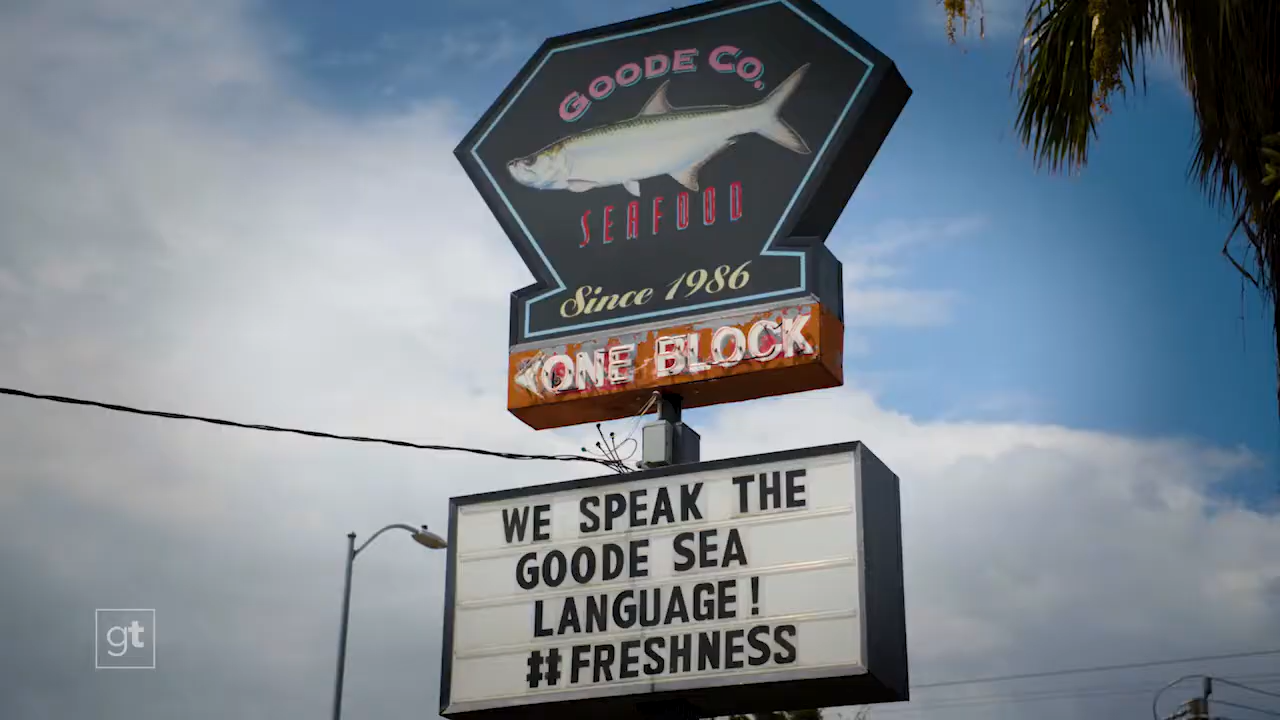 GOODE CO.
SEAFOOD
Since 1986
ONE BLOCK
WE SPEAK THE
GOODE SEA
LANGUAGE!
##FRESHNESS
gt